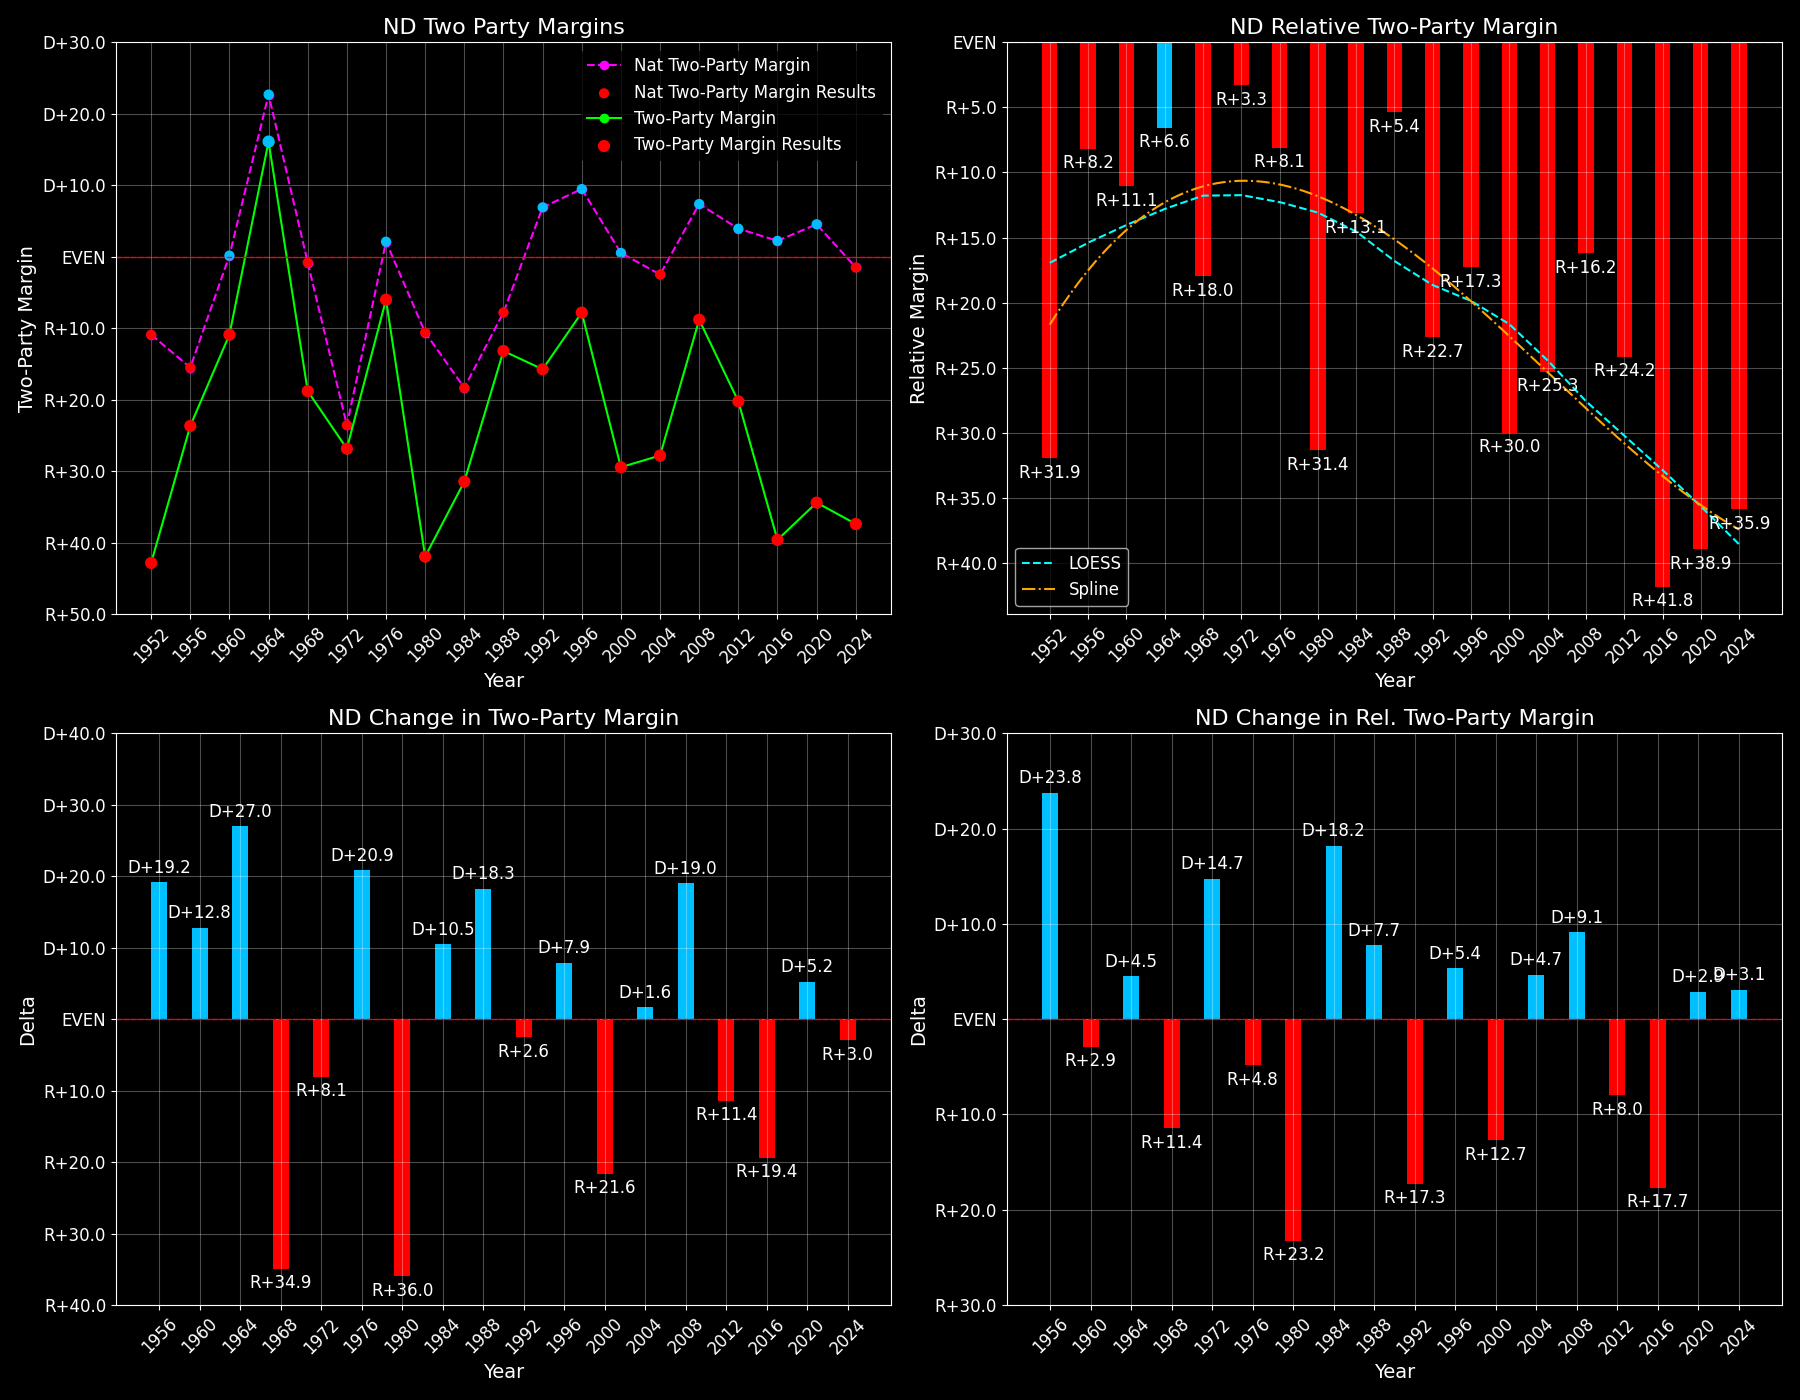 ND Two Party Margins
D+30.0
D+20.0
D+10.0
EVEN
R+10.0
R+20.0
R+30.0
R+40.0
R+50.0
Two-Party Margin
Nat Two-Party Margin
Nat Two-Party Margin Results
Two-Party Margin
Two-Party Margin Results
1952 1956 1960 1964 1968 1972 1976 1980 1984 1988 1992 1996 2000 2004 2008 2012 2016 2020 2024
Year
ND Relative Two-Party Margin
EVEN
R+5.0
R+10.0
R+15.0
R+20.0
R+25.0
R+30.0
R+35.0
R+40.0
Relative Margin
R+31.9
R+8.2
R+11.1
R+6.6
R+18.0
R+3.3
R+8.1
R+31.4
R+13.1
R+5.4
R+22.7
R+17.3
R+30.0
R+25.3
R+16.2
R+24.2
R+41.8
R+38.9
R+35.9
LOESS
Spline
1952 1956 1960 1964 1968 1972 1976 1980 1984 1988 1992 1996 2000 2004 2008 2012 2016 2020 2024
Year
ND Change in Two-Party Margin
D+40.0
D+30.0
D+20.0
D+10.0
EVEN
R+10.0
R+20.0
R+30.0
R+40.0
Delta
D+19.2
D+12.8
D+27.0
R+34.9
R+8.1
D+20.9
R+36.0
D+10.5
D+18.3
R+2.6
D+7.9
R+21.6
D+1.6
D+19.0
R+11.4
R+19.4
D+5.2
R+3.0
1956 1960 1964 1968 1972 1976 1980 1984 1988 1992 1996 2000 2004 2008 2012 2016 2020 2024
Year
ND Change in Rel. Two-Party Margin
D+30.0
D+20.0
D+10.0
EVEN
R+10.0
R+20.0
R+30.0
Delta
D+23.8
R+2.9
D+4.5
R+11.4
D+14.7
R+4.8
R+23.2
D+18.2
D+7.7
R+17.3
D+5.4
R+12.7
D+4.7
D+9.1
R+8.0
R+17.7
D+2.9
D+3.1
1956 1960 1964 1968 1972 1976 1980 1984 1988 1992 1996 2000 2004 2008 2012 2016 2020 2024
Year